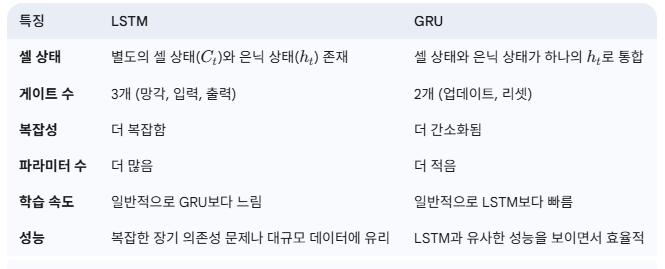 특징 LSTM GRU
셀 상태 별도의 셀 상태(C_t)와 은닉 상태(h_t) 존재 셀 상태와 은닉 상태가 하나의 h_t로 통합
게이트 수 3개 (망각, 입력, 출력) 2개 (업데이트, 리셋)
복잡성 더 복잡함 더 간소화됨
파라미터 수 더 많음 더 적음
학습 속도 일반적으로 GRU보다 느림 일반적으로 LSTM보다 빠름
성능 복잡한 장기 의존성 문제나 대규모 데이터에 유리 LSTM과 유사한 성능을 보이면서 효율적